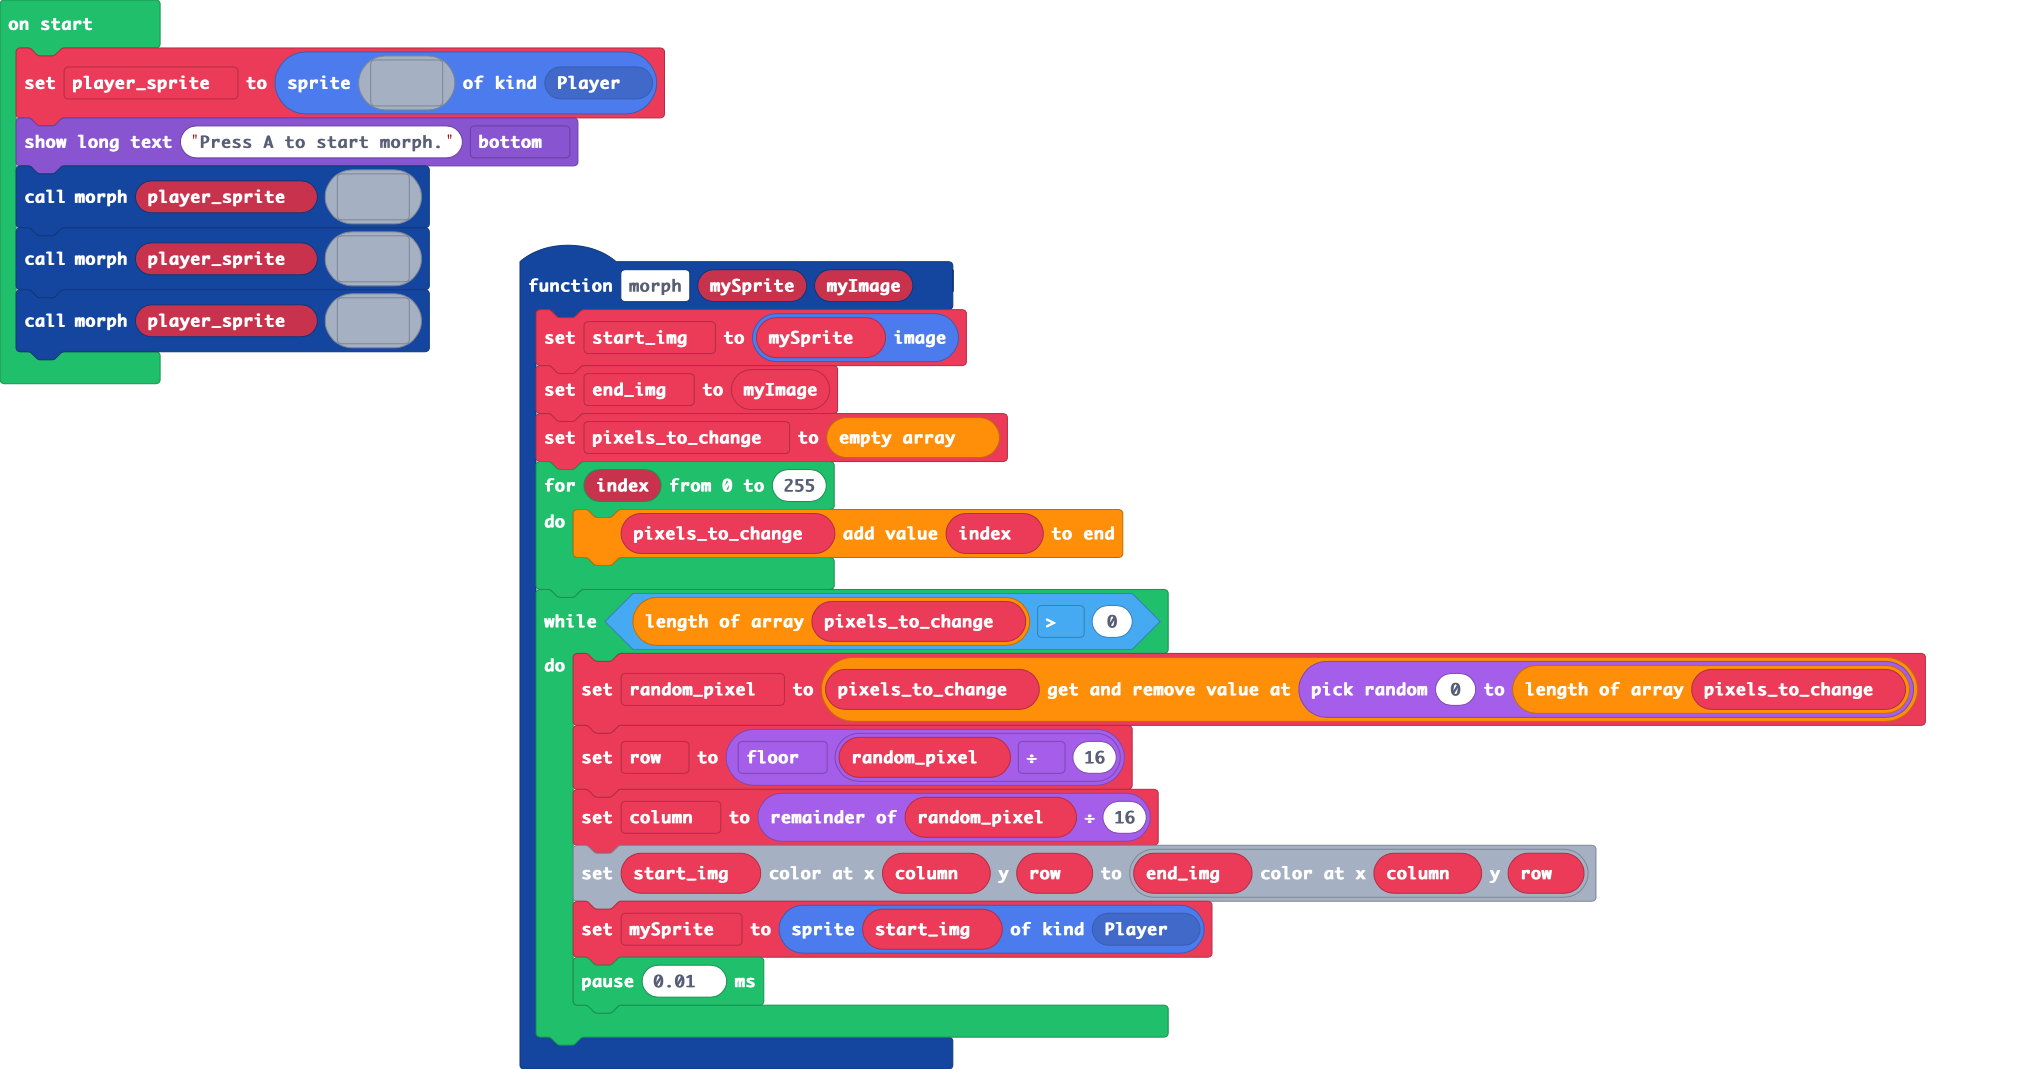 on start
set player_sprite to sprite of kind Player
show long text "Press A to start morph." bottom
call morph player_sprite
call morph player_sprite
call morph player_sprite
function morph mySprite myImage
set start_img to mySprite image
set end_img to myImage
set pixels_to_change to empty array
for index from 0 to 255
do
pixels_to_change add value index to end
while length of array pixels_to_change > 0
do
set random_pixel to pixels_to_change get and remove value at pick random 0 to length of array pixels_to_change
set row to floor random_pixel ÷ 16
set column to remainder of random_pixel ÷ 16
set start_img color at x column y row to end_img color at x column y row
set mySprite to sprite start_img of kind Player
pause 0.01 ms